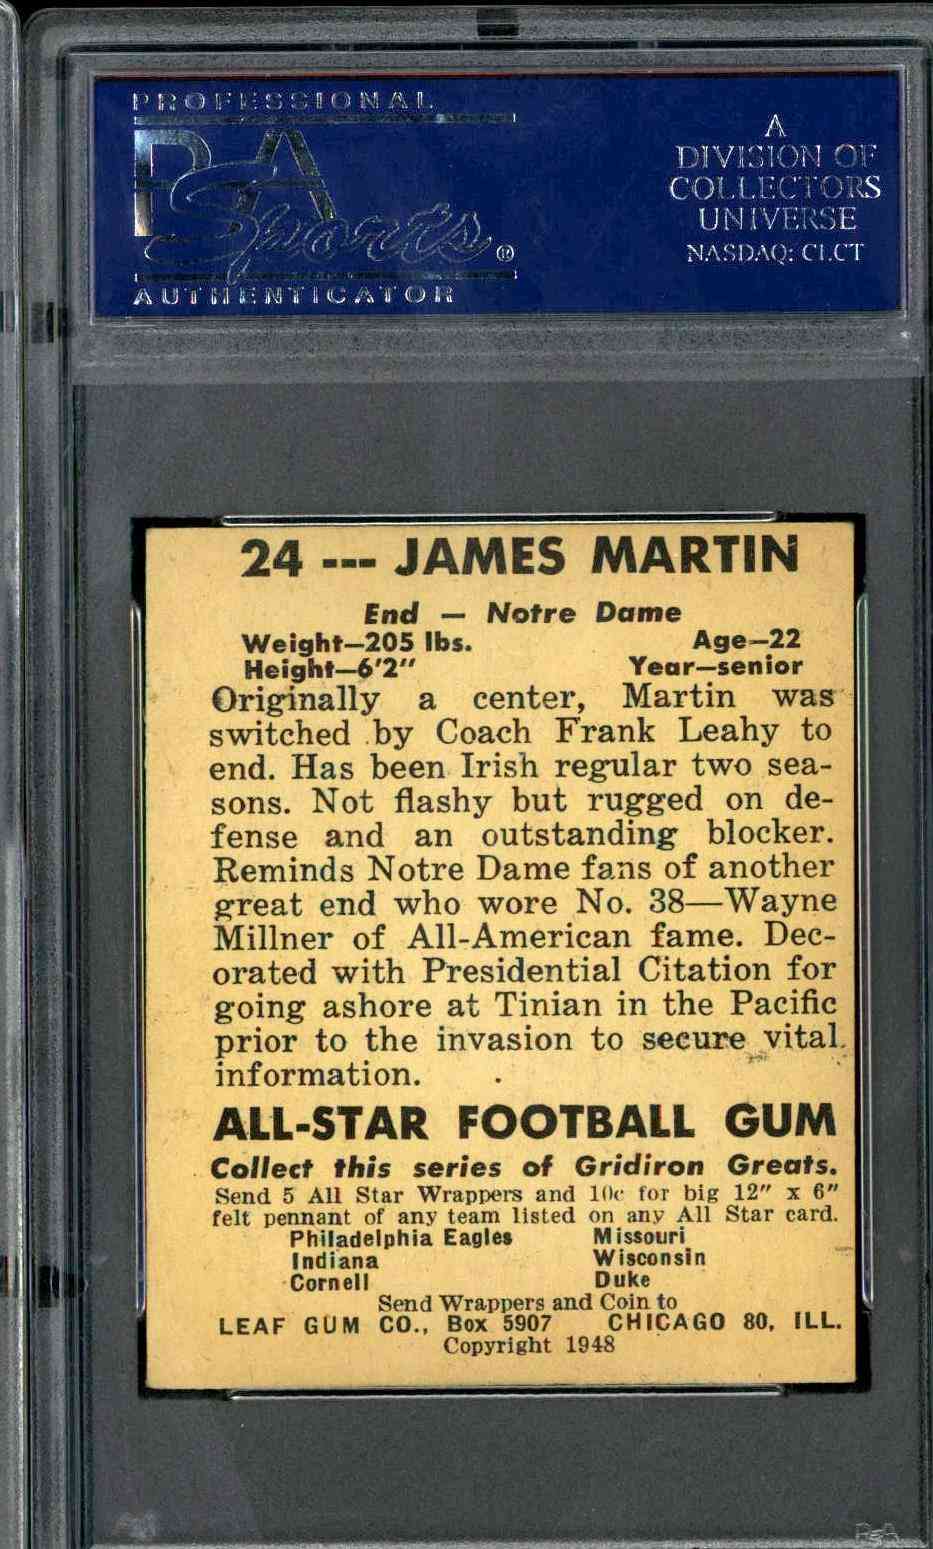 PROFESSIONAL
PSA
Sports®
AUTHENTICATOR
A
DIVISION OF
COLLECTORS
UNIVERSE
NASDAQ: CLCT
24 --- JAMES MARTIN
End — Notre Dame
Weight—205 lbs. Age—22
Height—6'2" Year—senior
Originally a center, Martin was
switched by Coach Frank Leahy to
end. Has been Irish regular two sea-
sons. Not flashy but rugged on de-
fense and an outstanding blocker.
Reminds Notre Dame fans of another
great end who wore No. 38—Wayne
Millner of All-American fame. Dec-
orated with Presidential Citation for
going ashore at Tinian in the Pacific
prior to the invasion to secure vital
information.
ALL-STAR FOOTBALL GUM
Collect this series of Gridiron Greats.
Send 5 All Star Wrappers and 10c for big 12" x 6"
felt pennant of any team listed on any All Star card.
Philadelphia Eagles Missouri
Indiana Wisconsin
Cornell Duke
Send Wrappers and Coin to
LEAF GUM CO., Box 5907 CHICAGO 80, ILL.
Copyright 1948
PSA